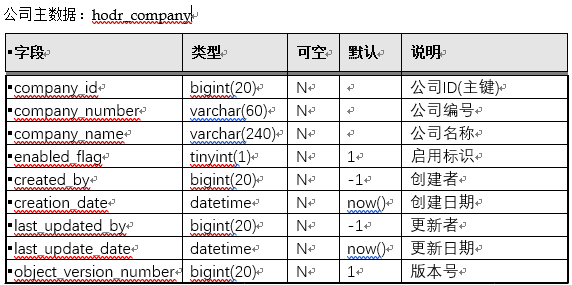 公司主数据：hodr_company
字段 类型 可空 默认 说明
company_id bigint(20) N 公司ID(主键)
company_number varchar(60) N 公司编号
company_name varchar(240) N 公司名称
enabled_flag tinyint(1) N 1 启用标识
created_by bigint(20) N -1 创建者
creation_date datetime N now() 创建日期
last_updated_by bigint(20) N -1 更新者
last_update_date datetime N now() 更新日期
object_version_number bigint(20) N 1 版本号